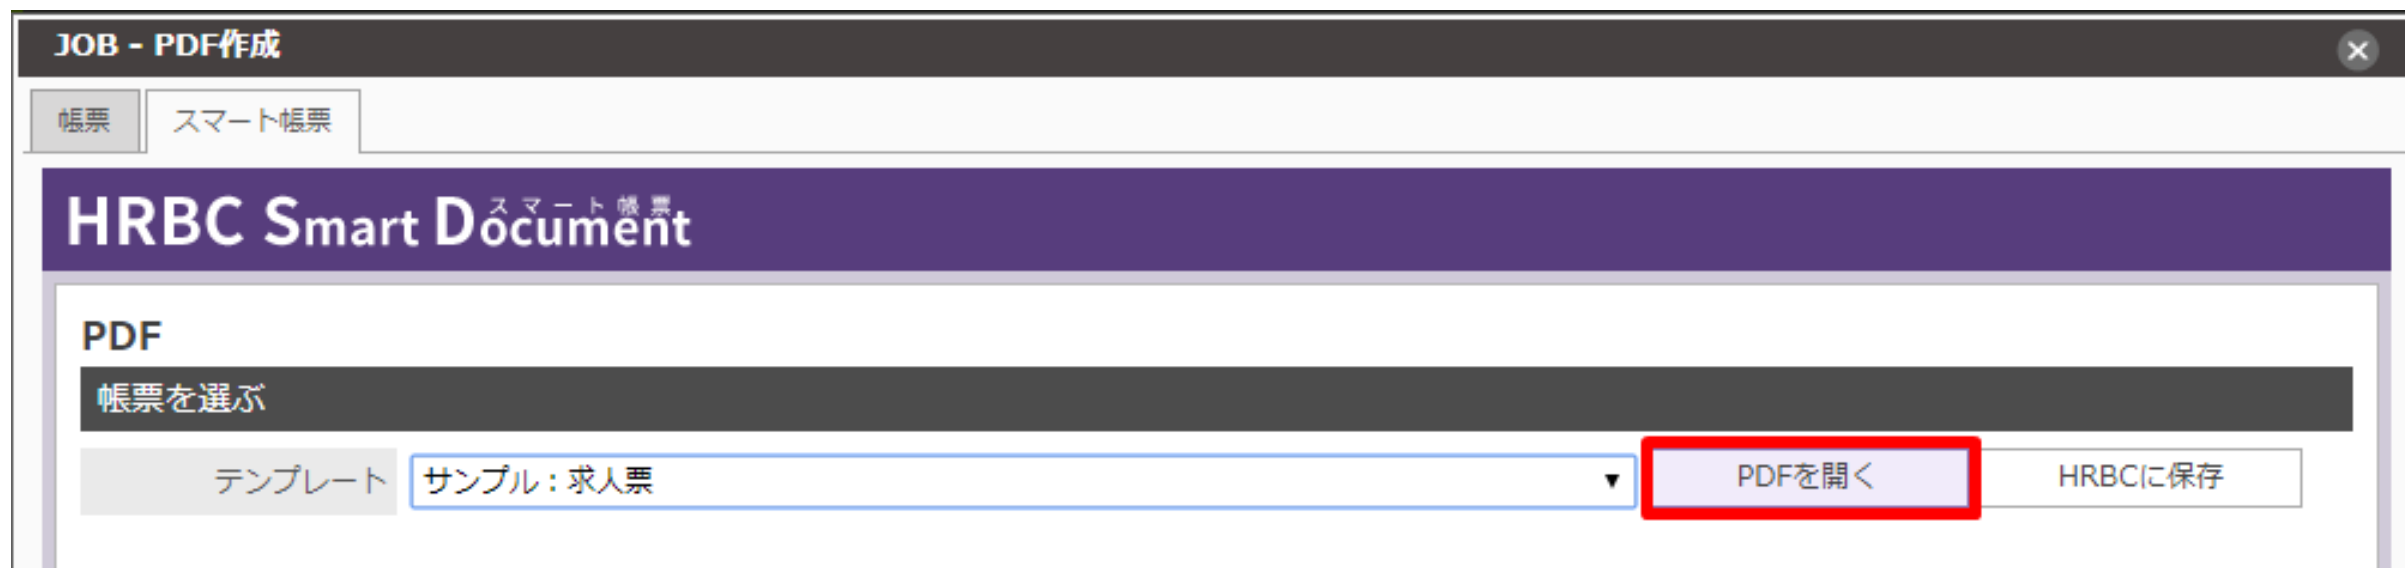 JOB - PDF作成
帳票 スマート帳票
スマート帳票
HRBC Smart Document
PDF
帳票を選ぶ
テンプレート サンプル：求人票 ▼ PDFを開く HRBCに保存